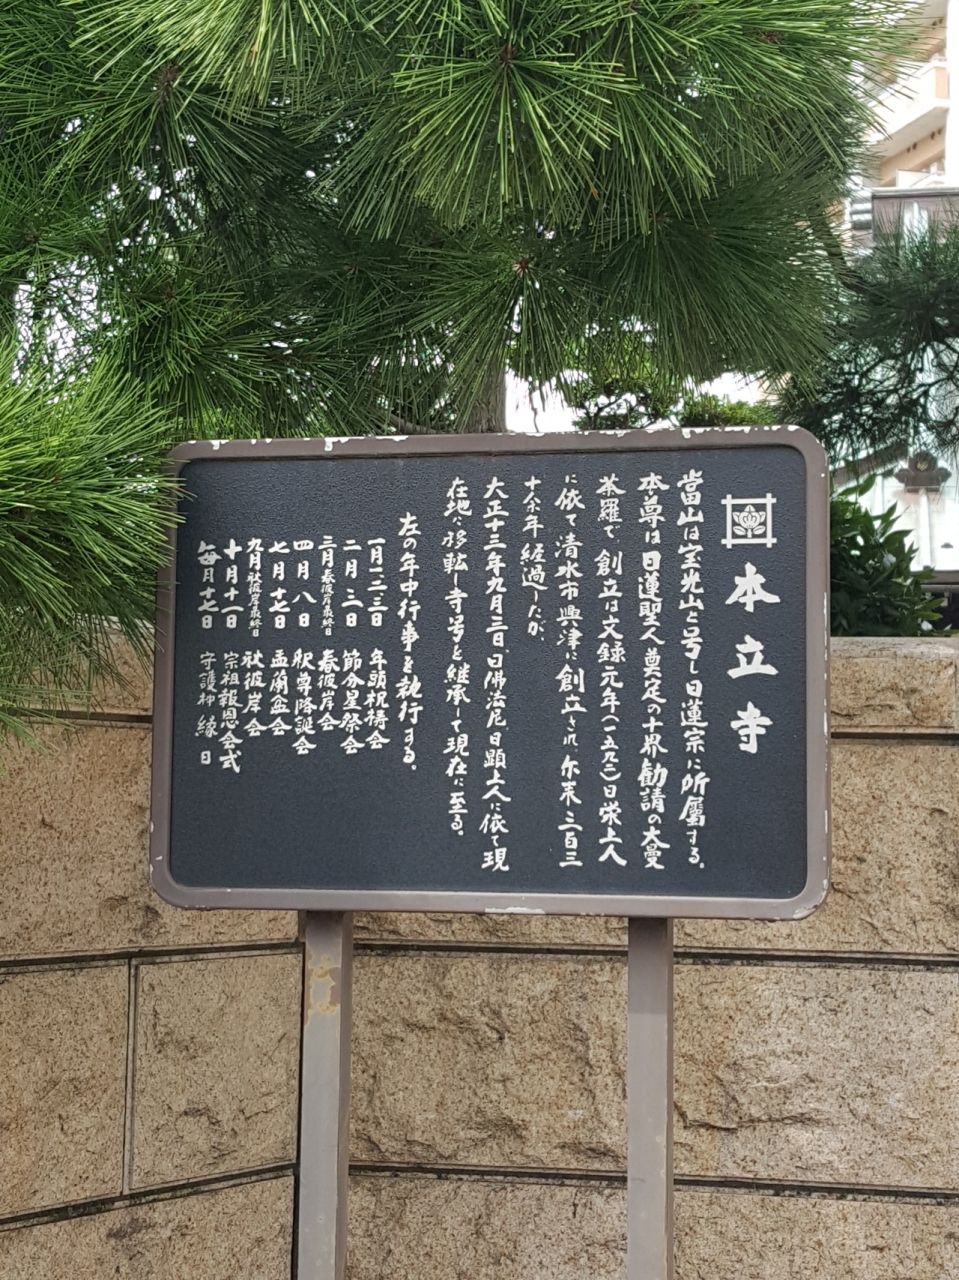 本立寺
當山は宝光山と号し日蓮宗に所屬する。
本尊は日蓮聖人奠定の十界勧請の大曼
荼羅で、創立は文録元年(一五九二)日栄上人
に依て清水市興津に創立され、尓来三百三
十余年経過したが、
大正十三年九月三日、日佛法尼、日顕上人に依て現
在地に移転し寺号を継承して現在に至る。
左の年中行事を執行する。
一月一・二・三日 年頭祝祷会
二月二日 節分星祭会
三月春彼岸最終日 春彼岸会
四月八日 釈尊降誕会
七月十七日 盂蘭盆会
九月秋彼岸最終日 秋彼岸会
十月十一日 宗祖報恩会式
毎月十七日 守護神縁日